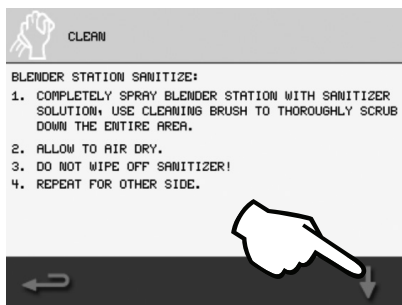 CLEAN
BLENDER STATION SANITIZE:
1. COMPLETELY SPRAY BLENDER STATION WITH SANITIZER
SOLUTION, USE CLEANING BRUSH TO THOROUGHLY SCRUB
DOWN THE ENTIRE AREA.
2. ALLOW TO AIR DRY.
3. DO NOT WIPE OFF SANITIZER!
4. REPEAT FOR OTHER SIDE.